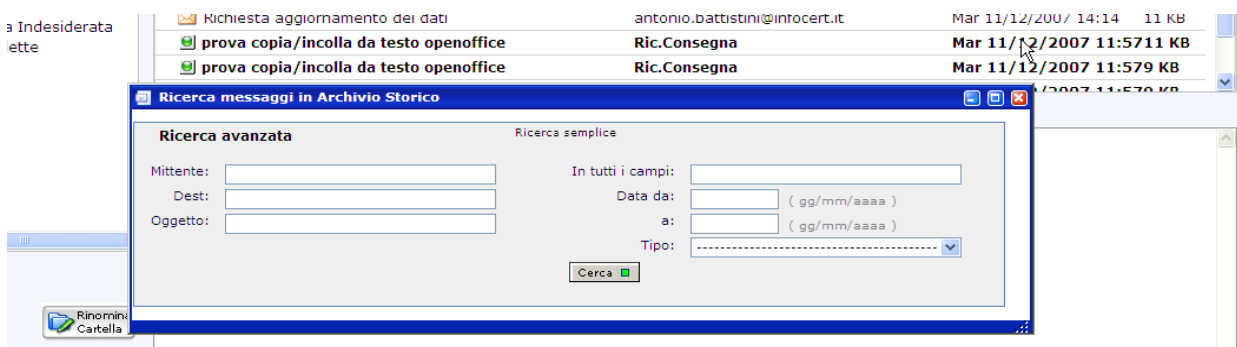 Richiesta aggiornamento dei dati antonio.battistini@infocert.it Mar 11/12/2007 14:14 11 KB
a Indesiderata
lette
prova copia/incolla da testo openoffice Ric.Consegna Mar 11/12/2007 11:5711 KB
prova copia/incolla da testo openoffice Ric.Consegna Mar 11/12/2007 11:579 KB
Ricerca messaggi in Archivio Storico
Ricerca avanzata Ricerca semplice
Mittente: In tutti i campi:
Dest: Data da: ( gg/mm/aaaa )
Oggetto: a: ( gg/mm/aaaa )
Tipo: ----------------------------------------
Cerca
Rinomina
Cartella